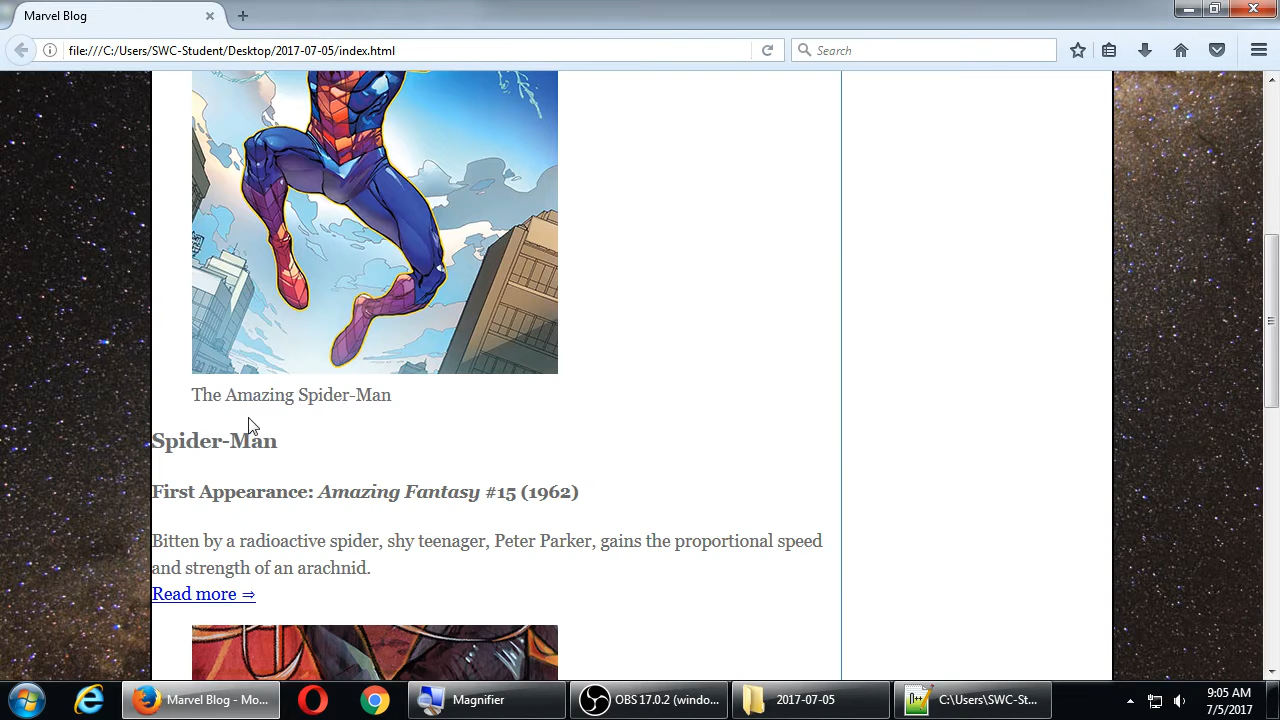 Marvel Blog
file:///C:/Users/SWC-Student/Desktop/2017-07-05/index.html
Search
The Amazing Spider-Man
Spider-Man
First Appearance: Amazing Fantasy #15 (1962)
Bitten by a radioactive spider, shy teenager, Peter Parker, gains the proportional speed
and strength of an arachnid.
Read more ⇒
Marvel Blog - Mo...
Magnifier
OBS 17.0.2 (windo...
2017-07-05
C:\Users\SWC-St...
9:05 AM
7/5/2017